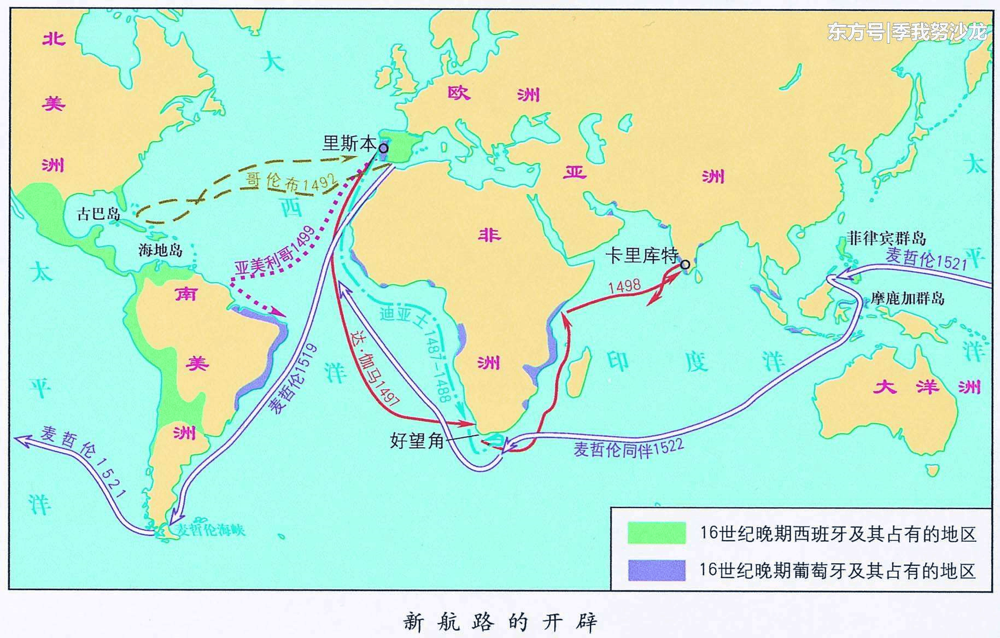 东方号|季我努沙龙
北
美
洲
大
西
洋
欧 洲
亚 洲
非
洲
南
美
洲
大 洋 洲
太
平
洋
太
平
洋
印 度 洋
里斯本
哥伦布1492
古巴岛
海地岛
亚美利哥1499
卡里库特
1498
菲律宾群岛
麦哲伦1521
摩鹿加群岛
迪亚士1487-1488
达·伽马1497
麦哲伦1519
好望角
麦哲伦同伴1522
麦哲伦1521
麦哲伦海峡
16世纪晚期西班牙及其占有的地区
16世纪晚期葡萄牙及其占有的地区
新航路的开辟